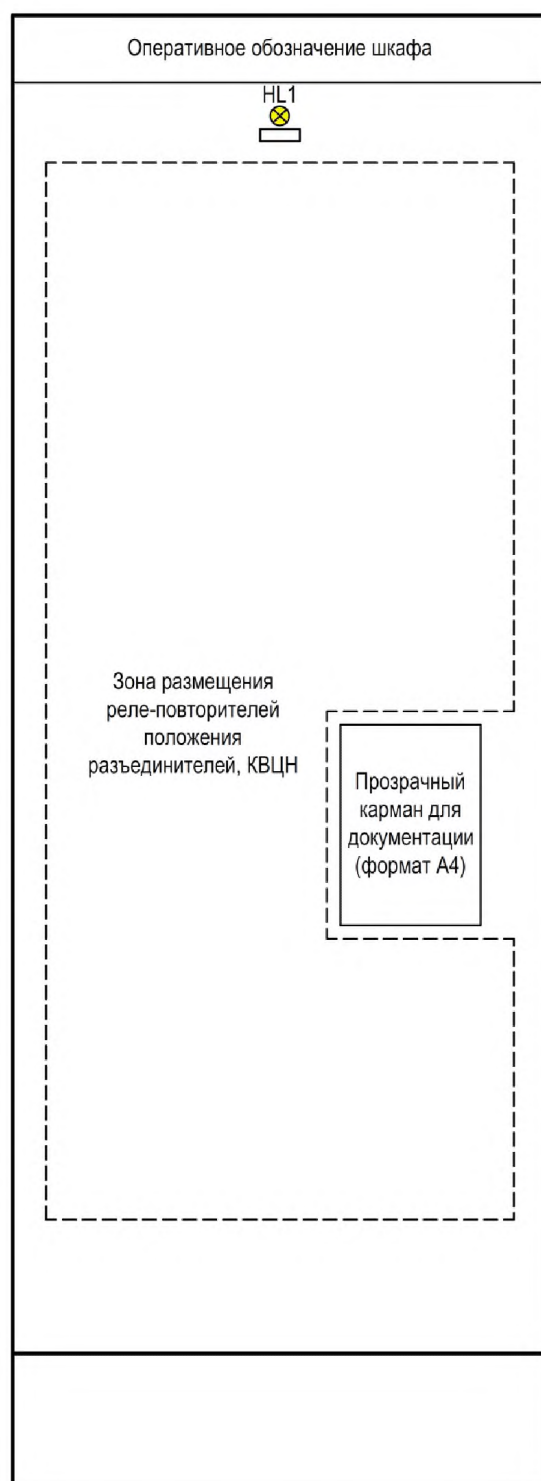 Оперативное обозначение шкафа
HL1
Зона размещения
реле-повторителей
положения
разъединителей, КВЦН
Прозрачный
карман для
документации
(формат А4)